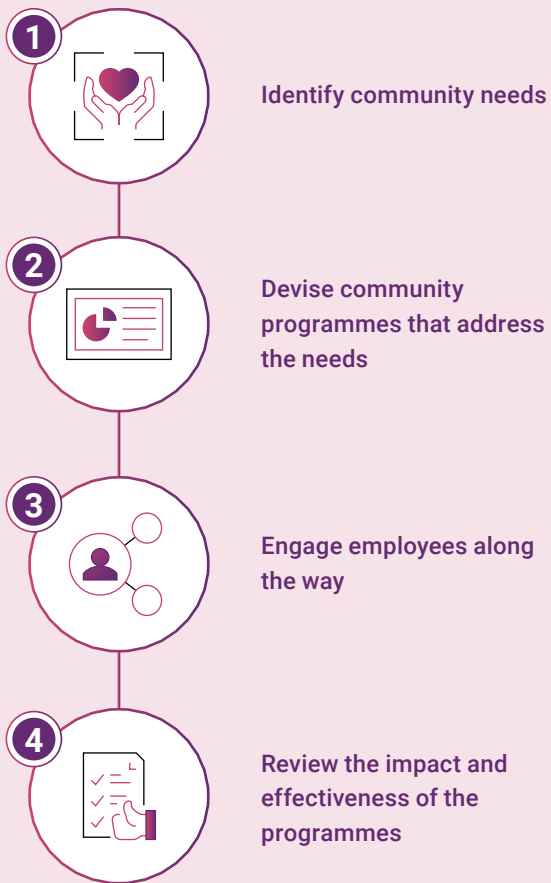 1
Identify community needs
2
Devise community
programmes that address
the needs
3
Engage employees along
the way
4
Review the impact and
effectiveness of the
programmes